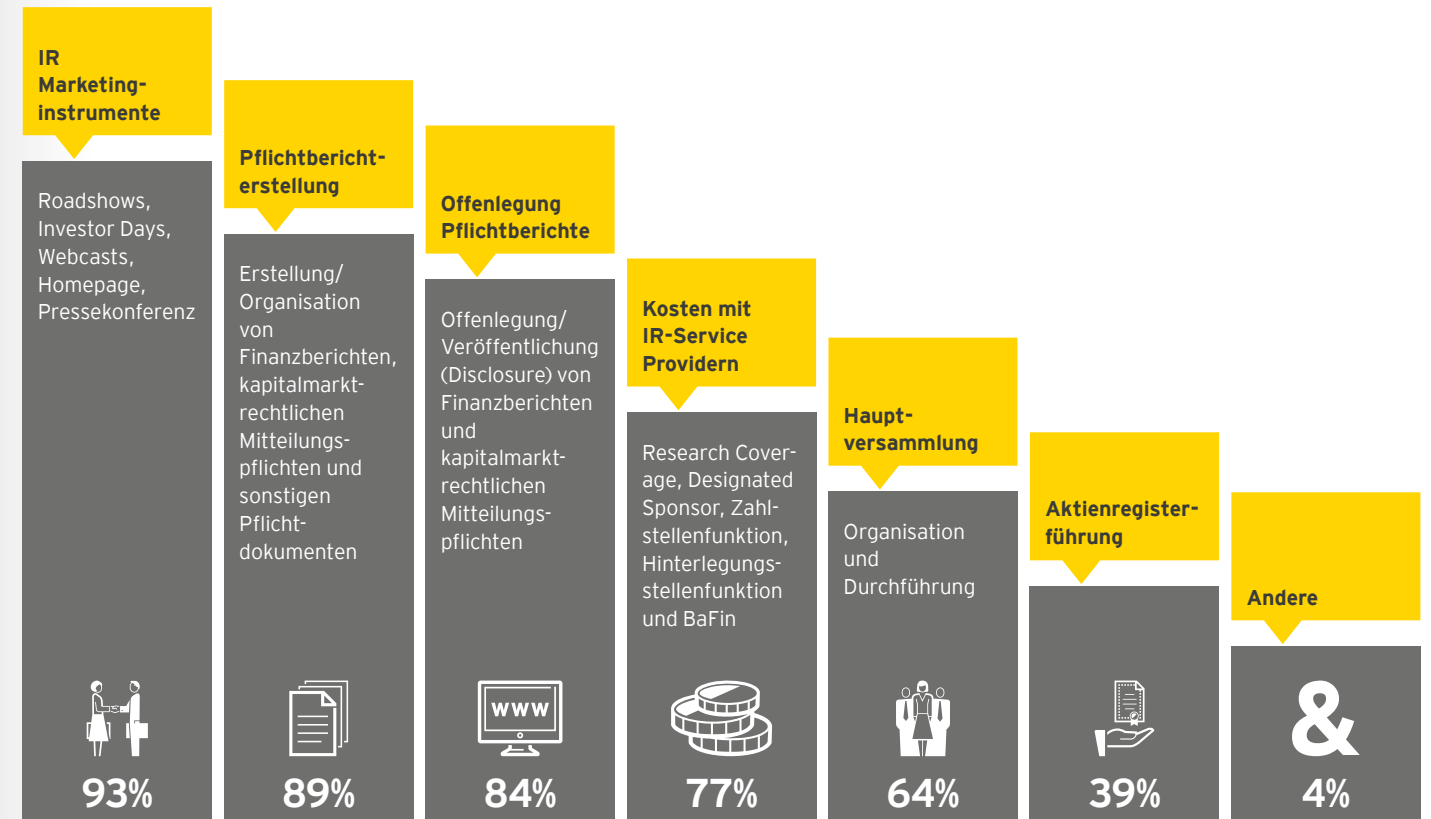 IR
Marketing-
instrumente
Roadshows,
Investor Days,
Webcasts,
Homepage,
Pressekonferenz
93%
Pflichtbericht-
erstellung
Erstellung/
Organisation
von
Finanzberichten,
kapitalmarkt-
rechtlichen
Mitteilungs-
pflichten und
sonstigen
Pflicht-
dokumenten
89%
Offenlegung
Pflichtberichte
Offenlegung/
Veröffentlichung
(Disclosure) von
Finanzberichten
und
kapitalmarkt-
rechtlichen
Mitteilungs-
pflichten
www
84%
Kosten mit
IR-Service
Providern
Research Cover-
age, Designated
Sponsor, Zahl-
stellenfunktion,
Hinterlegungs-
stellenfunktion
und BaFin
77%
Haupt-
versammlung
Organisation
und
Durchführung
64%
Aktienregister-
führung
39%
Andere
&
4%